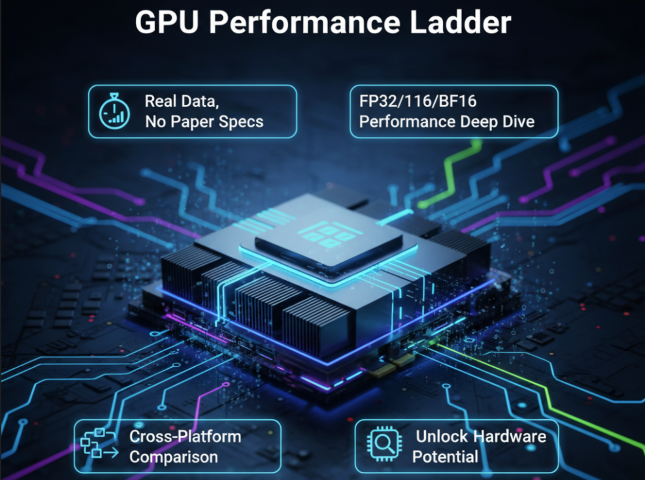 GPU Performance Ladder
Real Data,
No Paper Specs
FP32/116/BF16
Performance Deep Dive
Cross-Platform
Comparison
Unlock Hardware
Potential